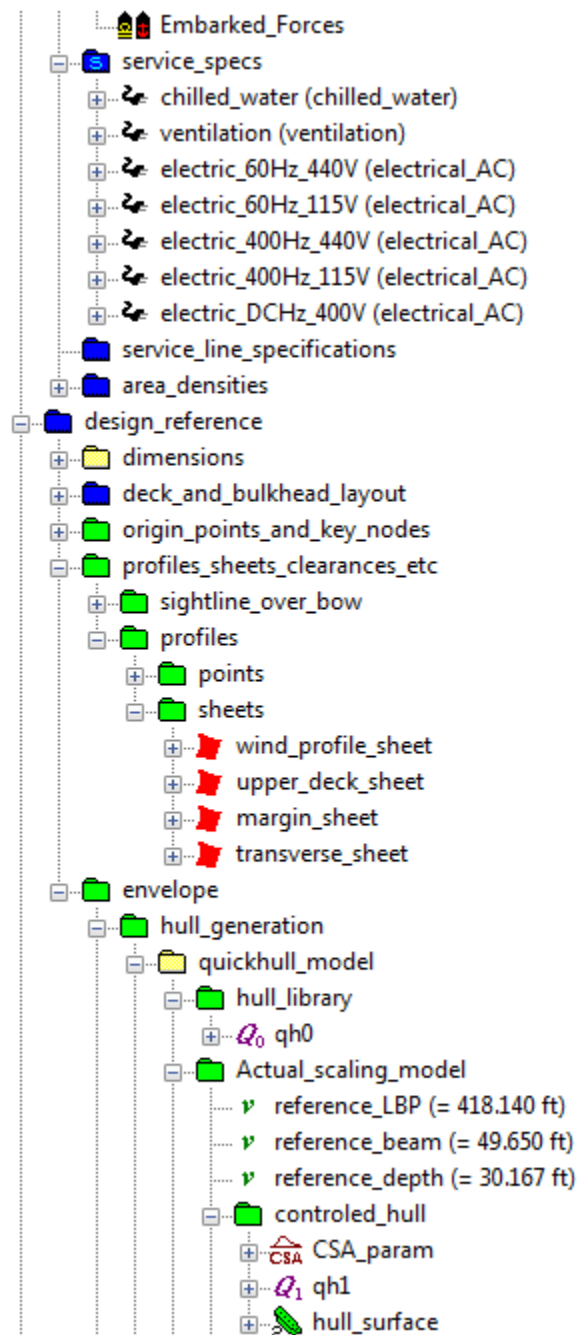 Embarked_Forces
S service_specs
chilled_water (chilled_water)
ventilation (ventilation)
electric_60Hz_440V (electrical_AC)
electric_60Hz_115V (electrical_AC)
electric_400Hz_440V (electrical_AC)
electric_400Hz_115V (electrical_AC)
electric_DCHz_400V (electrical_AC)
service_line_specifications
area_densities
design_reference
dimensions
deck_and_bulkhead_layout
origin_points_and_key_nodes
profiles_sheets_clearances_etc
sightline_over_bow
profiles
points
sheets
wind_profile_sheet
upper_deck_sheet
margin_sheet
transverse_sheet
envelope
hull_generation
quickhull_model
hull_library
Q0 qh0
Actual_scaling_model
v reference_LBP (= 418.140 ft)
v reference_beam (= 49.650 ft)
v reference_depth (= 30.167 ft)
controled_hull
CSA CSA_param
Q1 qh1
hull_surface